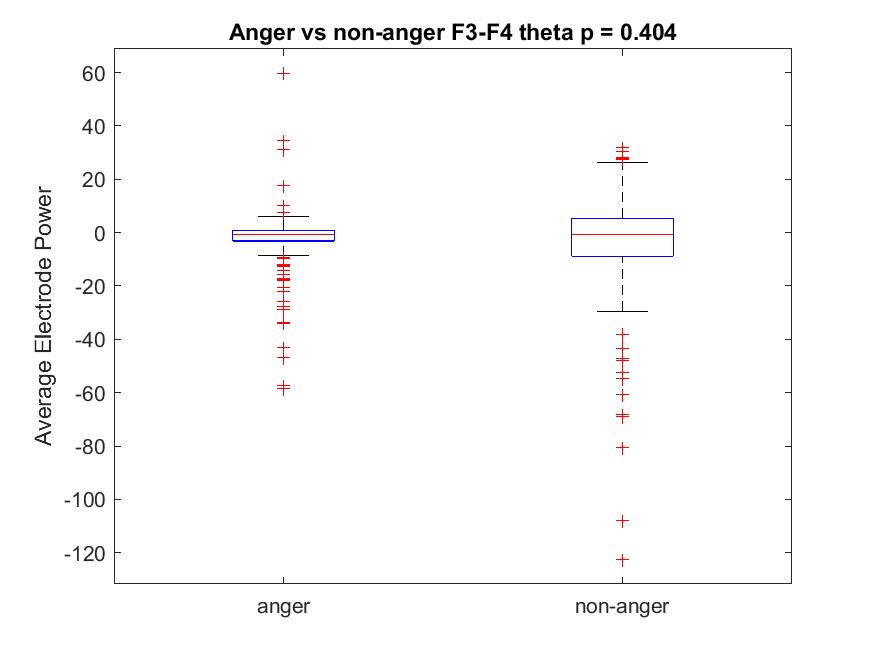 Anger vs non-anger F3-F4 theta p = 0.404
Average Electrode Power
60
40
20
0
-20
-40
-60
-80
-100
-120
anger
non-anger